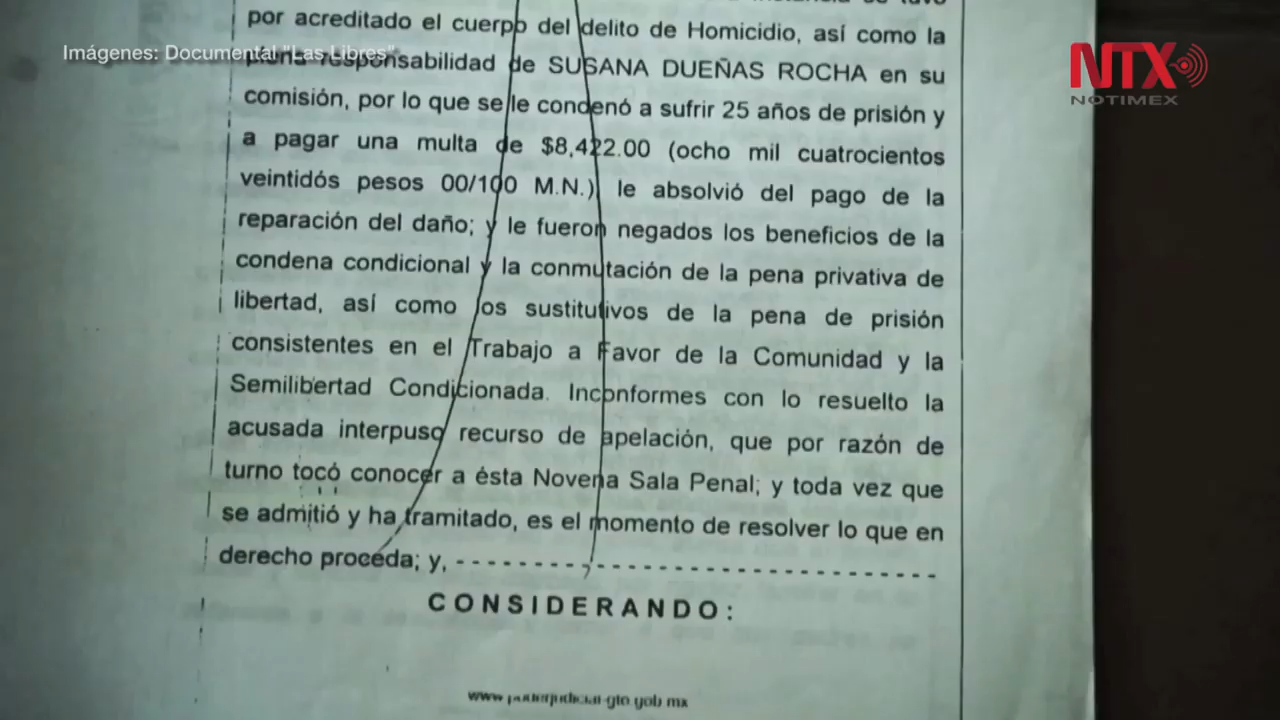 Imágenes: Documental "Las Libres"
NTX
NOTIMEX
por acreditado el cuerpo del delito de Homicidio, así como la
plena responsabilidad de SUSANA DUEÑAS ROCHA en su
comisión, por lo que se le condenó a sufrir 25 años de prisión y
a pagar una multa de $8,422.00 (ocho mil cuatrocientos
veintidós pesos 00/100 M.N.) le absolvió del pago de la
reparación del daño; y le fueron negados los beneficios de la
condena condicional y la conmutación de la pena privativa de
libertad, así como los sustitutivos de la pena de prisión
consistentes en el Trabajo a Favor de la Comunidad y la
Semilibertad Condicionada. Inconformes con lo resuelto la
acusada interpuso recurso de apelación, que por razón de
turno tocó conocer a ésta Novena Sala Penal; y toda vez que
se admitió y ha tramitado, es el momento de resolver lo que en
derecho proceda; y, - - - - - - - - - - - - - - - - - - - - - - - - - - - - - - -
CONSIDERANDO:
www.poderjudicial-gto.gob.mx